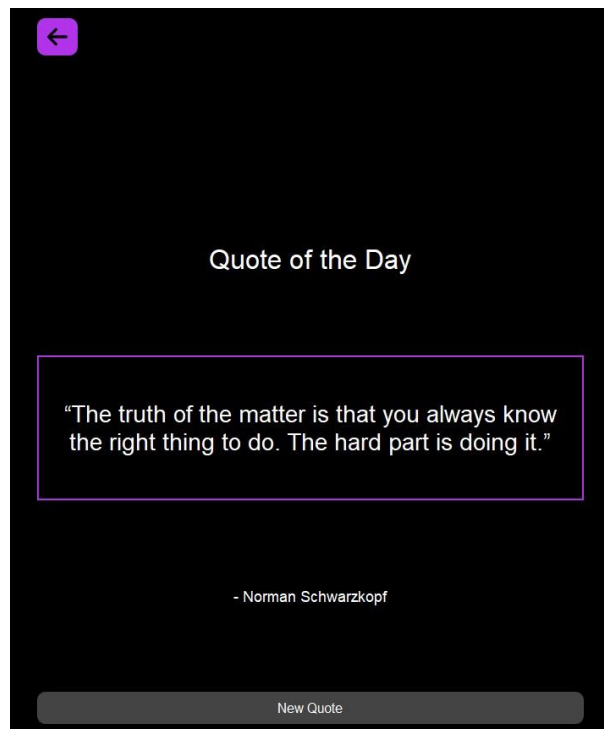 Quote of the Day
“The truth of the matter is that you always know
the right thing to do. The hard part is doing it.”
- Norman Schwarzkopf
New Quote